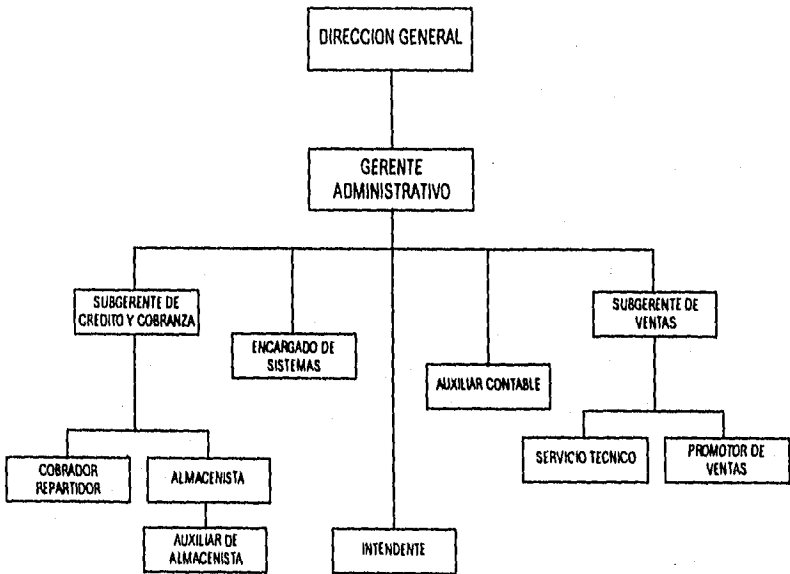 DIRECCION GENERAL
GERENTE
ADMINISTRATIVO
SUBGERENTE DE
CREDITO Y COBRANZA
SUBGERENTE DE
VENTAS
ENCARGADO DE
SISTEMAS
AUXILIAR CONTABLE
COBRADOR
REPARTIDOR
ALMACENISTA
SERVICIO TECNICO
PROMOTOR DE
VENTAS
AUXILIAR DE
ALMACENISTA
INTENDENTE